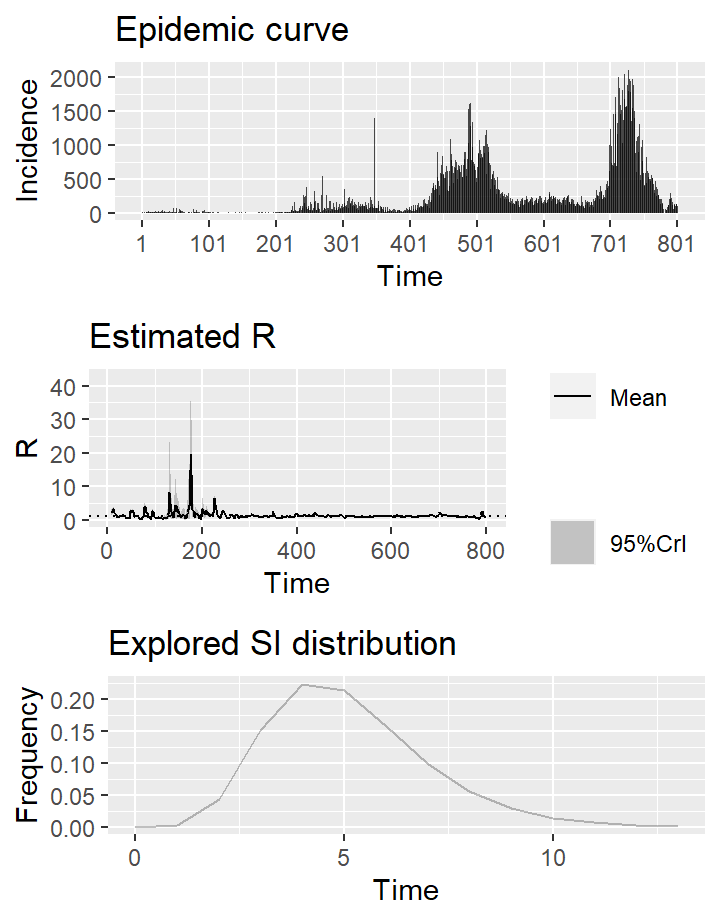 Epidemic curve
2000
1500
1000
500
0
Incidence
1 101 201 301 401 501 601 701 801
Time
Estimated R
40
30
20
10
0
R
0 200 400 600 800
Time
Mean
95%CrI
Explored SI distribution
0.20
0.15
0.10
0.05
0.00
Frequency
0 5 10
Time